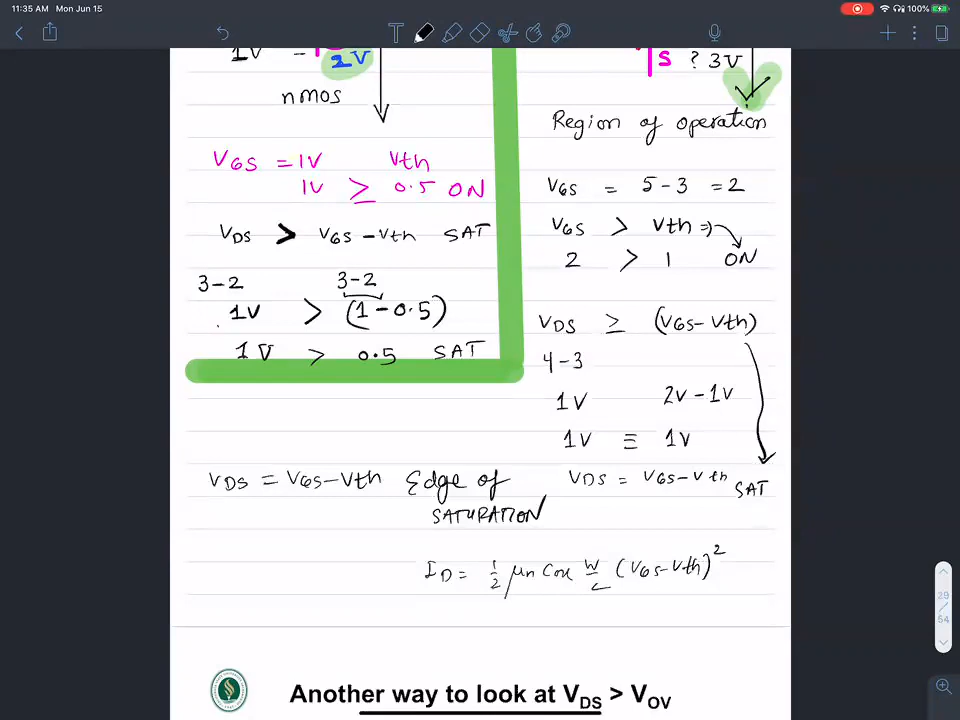 11:35 AM Mon Jun 15
100%
1V = 2V
nmos
VGS = 1V Vth
1V ≥ 0.5 ON
VDS > VGS - Vth SAT
3-2 3-2
1V > (1 - 0.5)
1V > 0.5 SAT
S ? 3V
Region of operation
VGS = 5 - 3 = 2
VGS > Vth ⇒
2 > 1 ON
VDS ≥ (VGS - Vth)
4 - 3
1V 2V - 1V
1V ≡ 1V
VDS = VGS - Vth SAT
VDS = VGS - Vth Edge of
SATURATION
ID = 1/2 μn Cox W/L (VGS - Vth)²
29
/
54
Another way to look at VDS > VOV